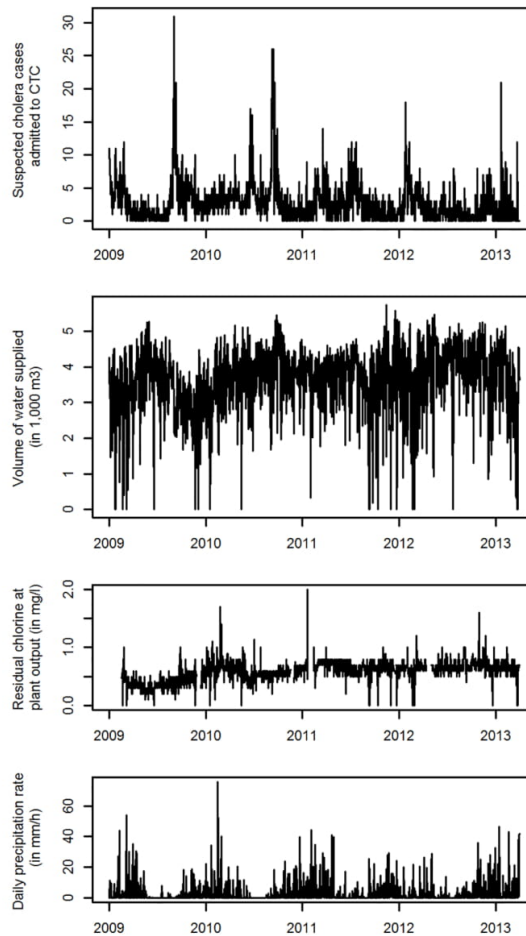 Suspected cholera cases
admitted to CTC
30
25
20
15
10
5
0
2009 2010 2011 2012 2013
Volume of water supplied
(in 1,000 m3)
5
4
3
2
1
0
2009 2010 2011 2012 2013
Residual chlorine at
plant output (in mg/l)
2.0
1.0
0.0
2009 2010 2011 2012 2013
Daily precipitation rate
(in mm/h)
60
40
20
0
2009 2010 2011 2012 2013